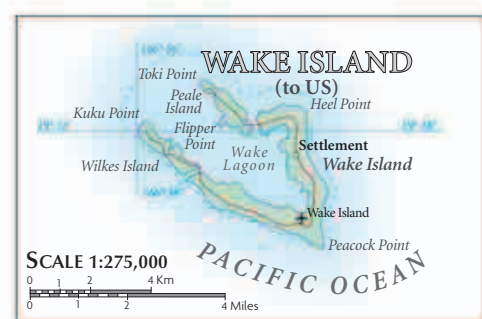 WAKE ISLAND
(to US)
Toki Point
Peale
Island
Heel Point
Kuku Point
Flipper
Point
Wake
Lagoon
Settlement
Wake Island
Wilkes Island
Wake Island
Peacock Point
PACIFIC OCEAN
SCALE 1:275,000
0 1 2 4 Km
0 1 2 4 Miles